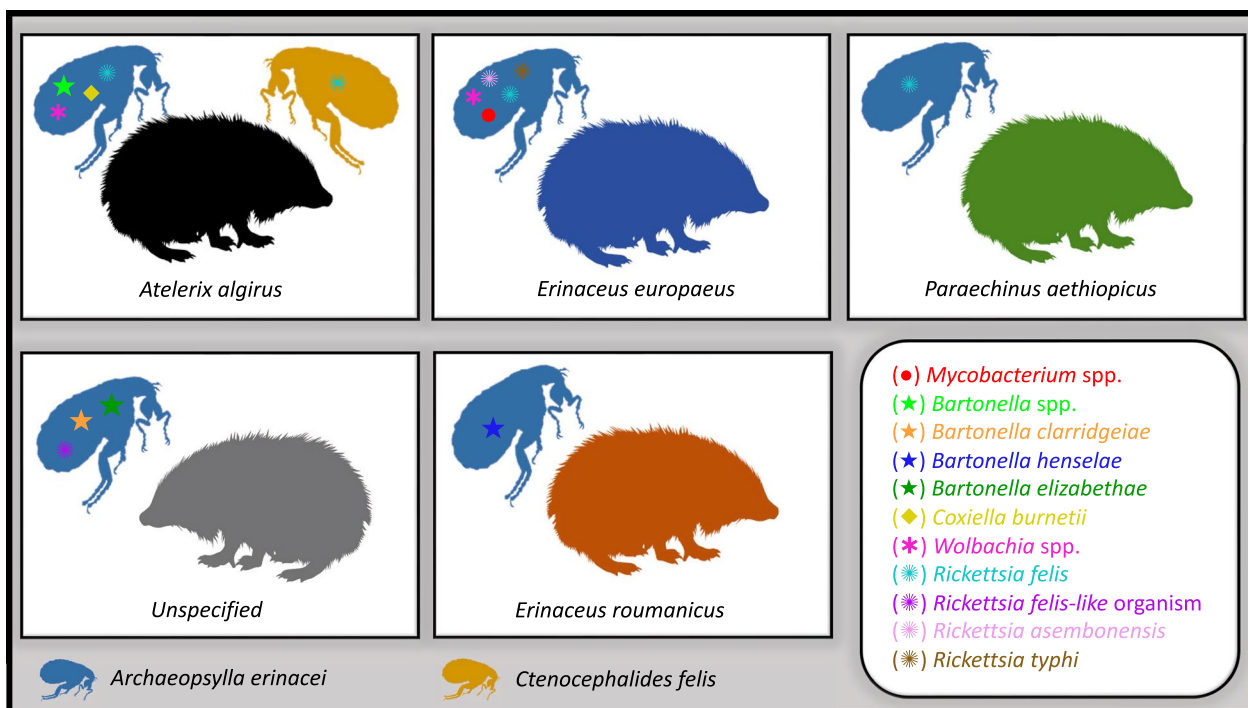 Atelerix algirus
Erinaceus europaeus
Paraechinus aethiopicus
Unspecified
Erinaceus roumanicus
(●) Mycobacterium spp.
(★) Bartonella spp.
(★) Bartonella clarridgeiae
(★) Bartonella henselae
(★) Bartonella elizabethae
(◆) Coxiella burnetii
(✱) Wolbachia spp.
(✺) Rickettsia felis
(✺) Rickettsia felis-like organism
(✺) Rickettsia asembonensis
(✺) Rickettsia typhi
Archaeopsylla erinacei
Ctenocephalides felis